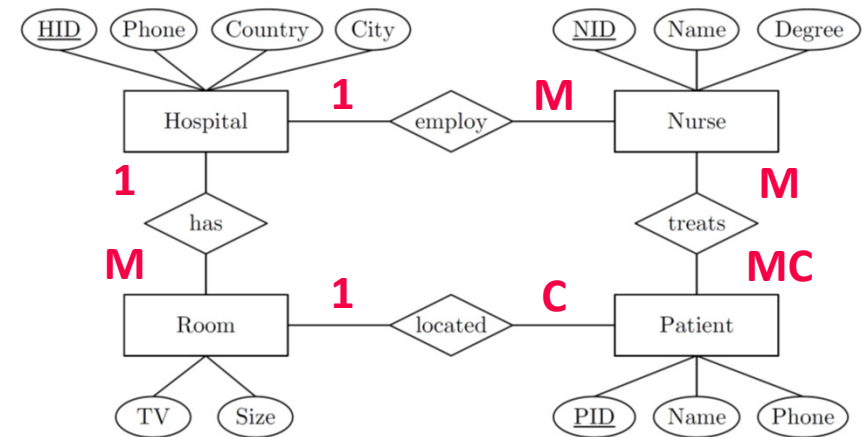 HID Phone Country City NID Name Degree
1 M
Hospital employ Nurse
1 M
has treats
M MC
1 C
Room located Patient
TV Size PID Name Phone